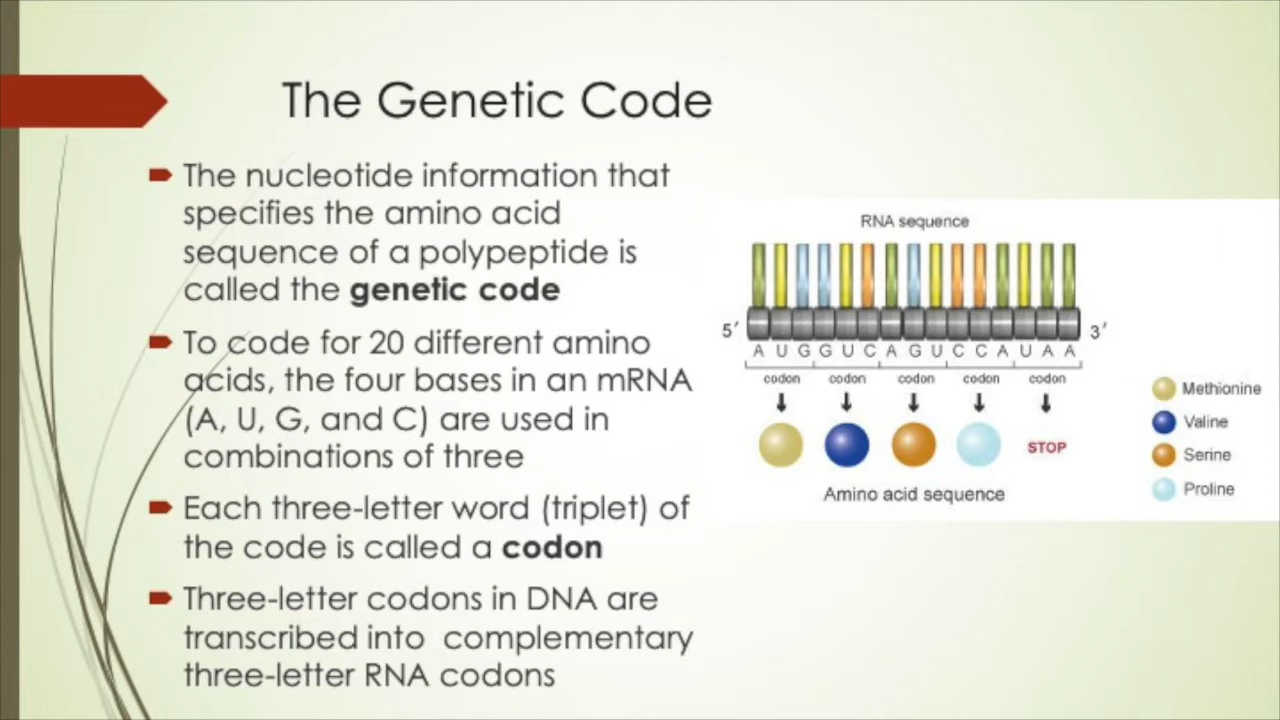 The Genetic Code
The nucleotide information that
specifies the amino acid
sequence of a polypeptide is
called the genetic code
To code for 20 different amino
acids, the four bases in an mRNA
(A, U, G, and C) are used in
combinations of three
Each three-letter word (triplet) of
the code is called a codon
Three-letter codons in DNA are
transcribed into complementary
three-letter RNA codons
RNA sequence
5′ 3′
A U G G U C A G U C C A U A A
codon codon codon codon codon
STOP
Amino acid sequence
Methionine
Valine
Serine
Proline